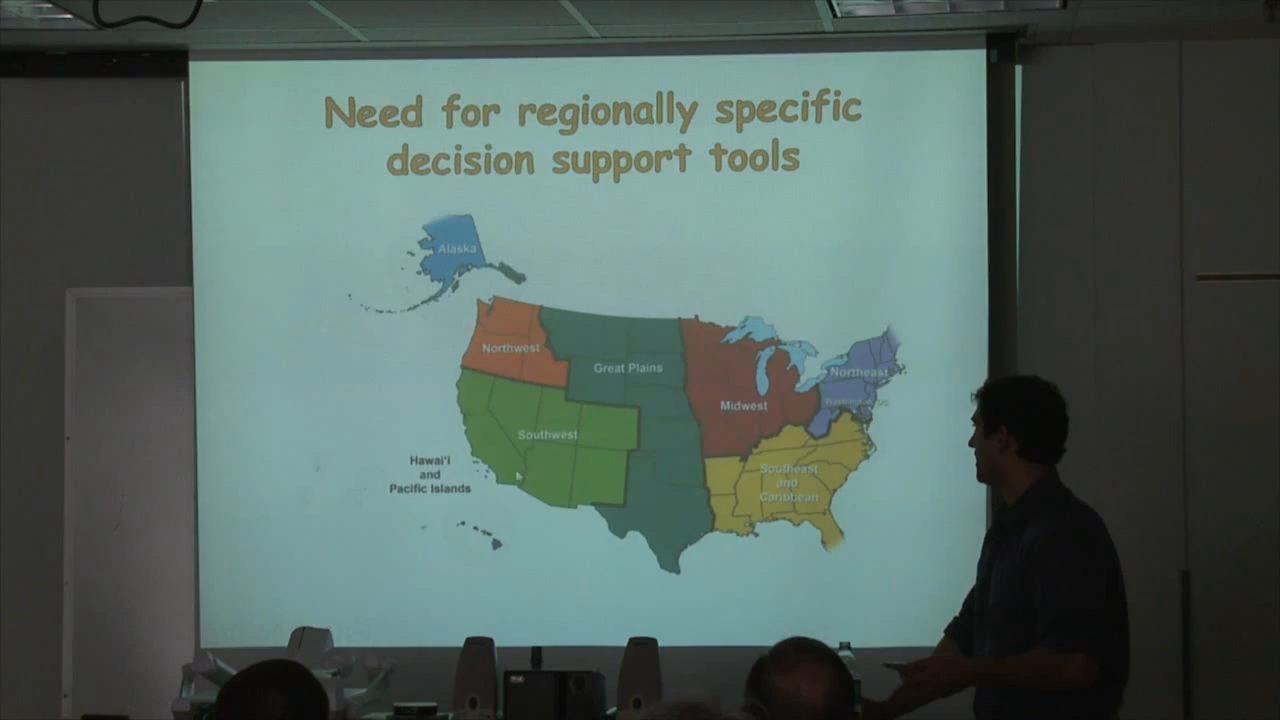 Need for regionally specific
decision support tools
Alaska
Northwest
Great Plains
Northeast
Midwest
Southwest
Hawai'i
and
Pacific Islands
Southeast
and
Caribbean